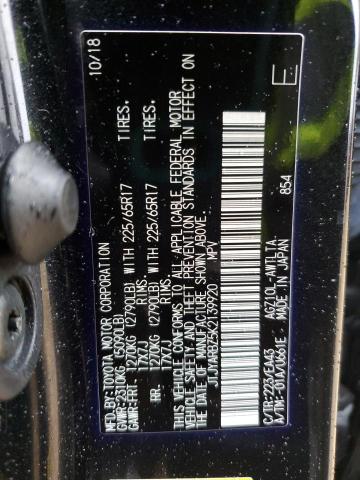 MFD.BY: TOYOTA MOTOR CORPORATION 10/18
GVWR: 2310KG (5090LB)
GAWR: FRT. 1270KG (2790LB) WITH 225/65R17 TIRES.
17X7J RIMS
RR. 1270KG (2790LB) WITH 225/65R17 TIRES.
17X7J RIMS
THIS VEHICLE CONFORMS TO ALL APPLICABLE FEDERAL MOTOR
VEHICLE SAFETY AND THEFT PREVENTION STANDARDS IN EFFECT ON
THE DATE OF MANUFACTURE SHOWN ABOVE.
MPV
C/TR: 223/EA43 AGZ10L-AWTLTA 854
MADE IN JAPAN
E